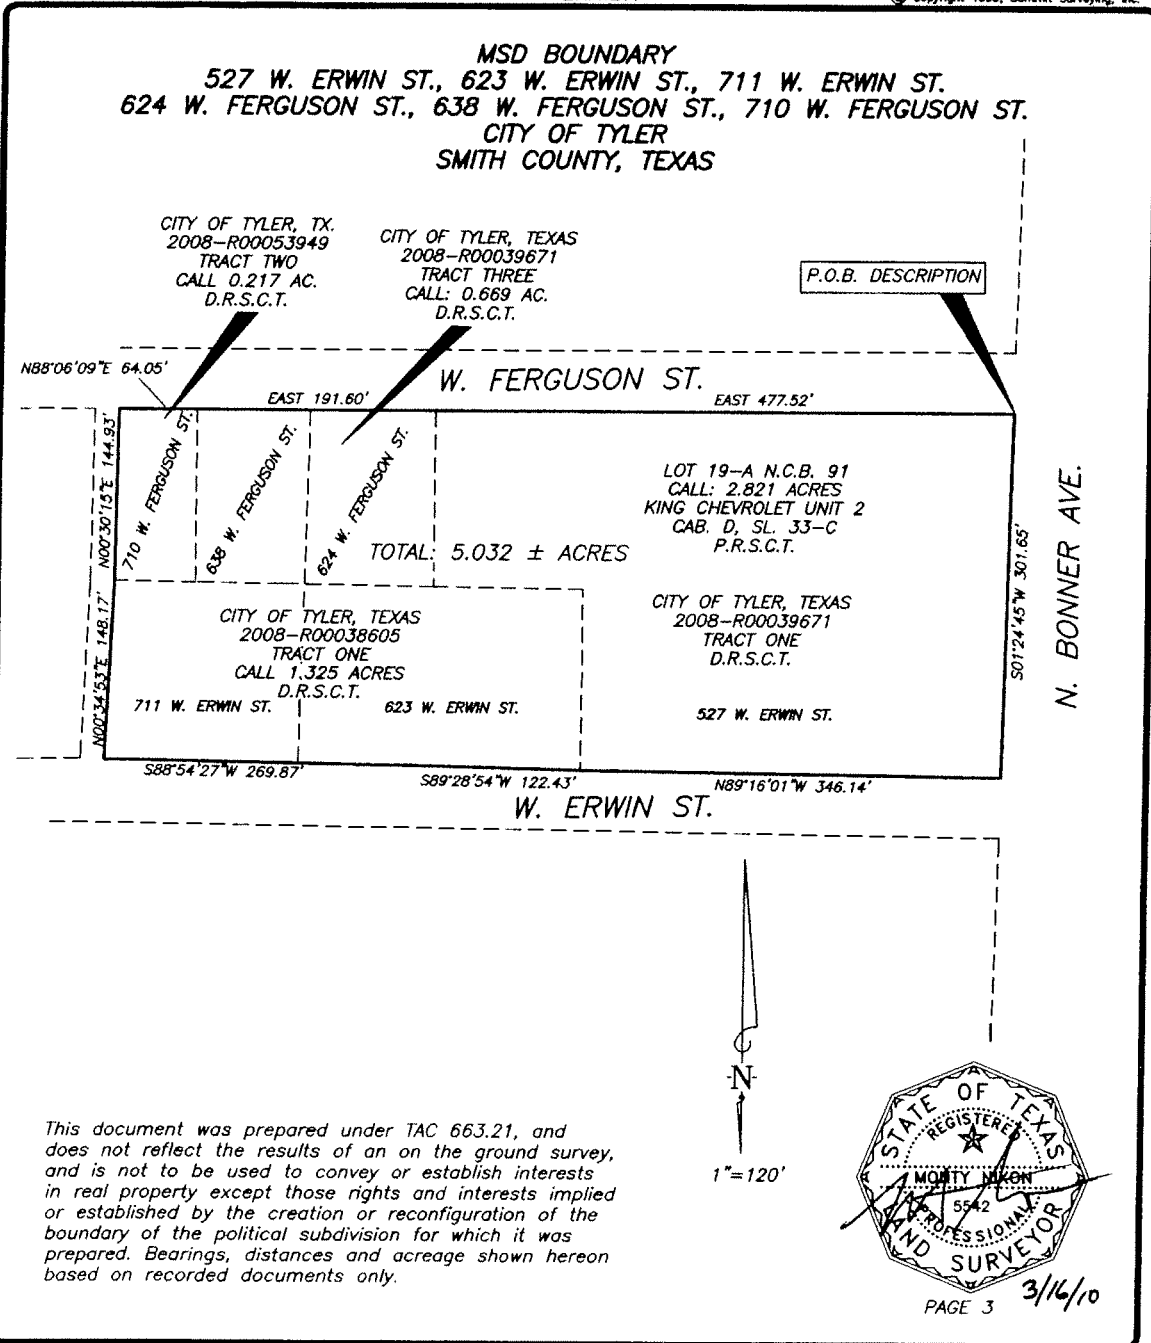 © Copyright 1999, Summit Surveying, Inc.
MSD BOUNDARY
527 W. ERWIN ST., 623 W. ERWIN ST., 711 W. ERWIN ST.
624 W. FERGUSON ST., 638 W. FERGUSON ST., 710 W. FERGUSON ST.
CITY OF TYLER
SMITH COUNTY, TEXAS
CITY OF TYLER, TX.
2008-R00053949
TRACT TWO
CALL 0.217 AC.
D.R.S.C.T.
CITY OF TYLER, TEXAS
2008-R00039671
TRACT THREE
CALL: 0.669 AC.
D.R.S.C.T.
P.O.B. DESCRIPTION
N88°06'09"E 64.05'
W. FERGUSON ST.
EAST 191.60'
EAST 477.52'
N00°30'15"E 144.93'
710 W. FERGUSON ST.
638 W. FERGUSON ST.
624 W. FERGUSON ST.
LOT 19-A N.C.B. 91
CALL: 2.821 ACRES
KING CHEVROLET UNIT 2
CAB. D, SL. 33-C
P.R.S.C.T.
TOTAL: 5.032 ± ACRES
N. BONNER AVE.
S01°24'45"W 301.65'
N00°34'53"E 148.17'
CITY OF TYLER, TEXAS
2008-R00038605
TRACT ONE
CALL 1.325 ACRES
D.R.S.C.T.
CITY OF TYLER, TEXAS
2008-R00039671
TRACT ONE
D.R.S.C.T.
711 W. ERWIN ST.
623 W. ERWIN ST.
527 W. ERWIN ST.
S88°54'27"W 269.87'
S89°28'54"W 122.43'
N89°16'01"W 346.14'
W. ERWIN ST.
N
1"=120'
This document was prepared under TAC 663.21, and
does not reflect the results of an on the ground survey,
and is not to be used to convey or establish interests
in real property except those rights and interests implied
or established by the creation or reconfiguration of the
boundary of the political subdivision for which it was
prepared. Bearings, distances and acreage shown hereon
based on recorded documents only.
STATE OF TEXAS
REGISTERED
MONTY NIXON
5542
PROFESSIONAL
LAND SURVEYOR
PAGE 3
3/16/10